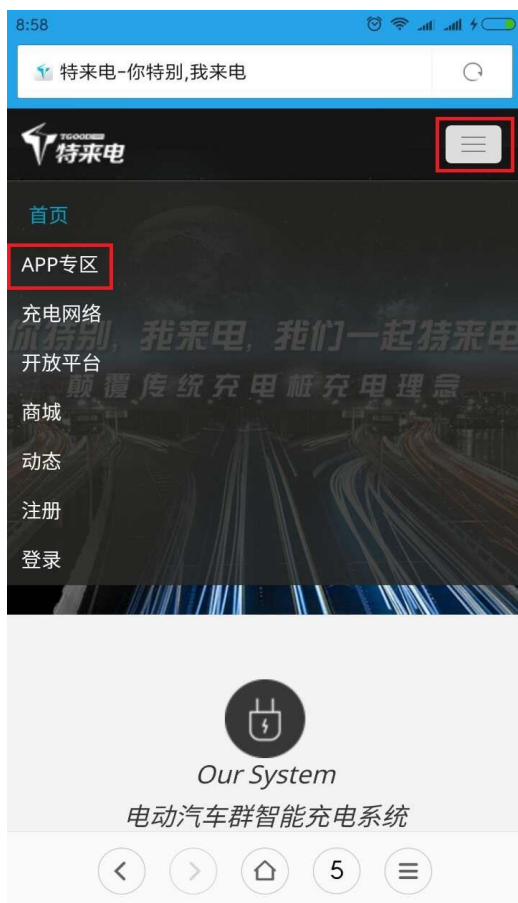 8:58
特来电-你特别,我来电
TGOOD
特来电
首页
APP专区
充电网络
你特别, 我来电, 我们一起特来电
开放平台
颠覆传统充电桩充电理念
商城
动态
注册
登录
Our System
电动汽车群智能充电系统
5